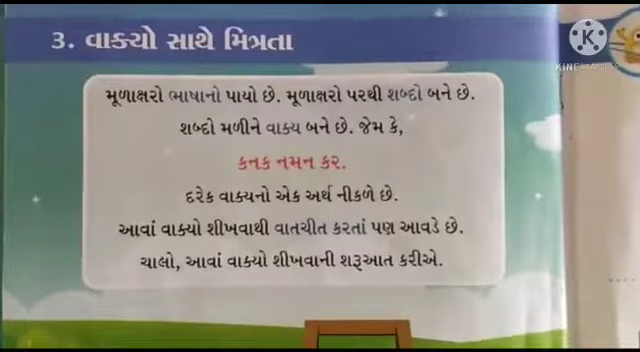 3. વાક્યો સાથે મિત્રતા
મૂળાક્ષરો ભાષાનો પાયો છે. મૂળાક્ષરો પરથી શબ્દો બને છે.
શબ્દો મળીને વાક્ય બને છે. જેમ કે,
કનક નમન કર.
દરેક વાક્યનો એક અર્થ નીકળે છે.
આવાં વાક્યો શીખવાથી વાતચીત કરતાં પણ આવડે છે.
ચાલો, આવાં વાક્યો શીખવાની શરૂઆત કરીએ.